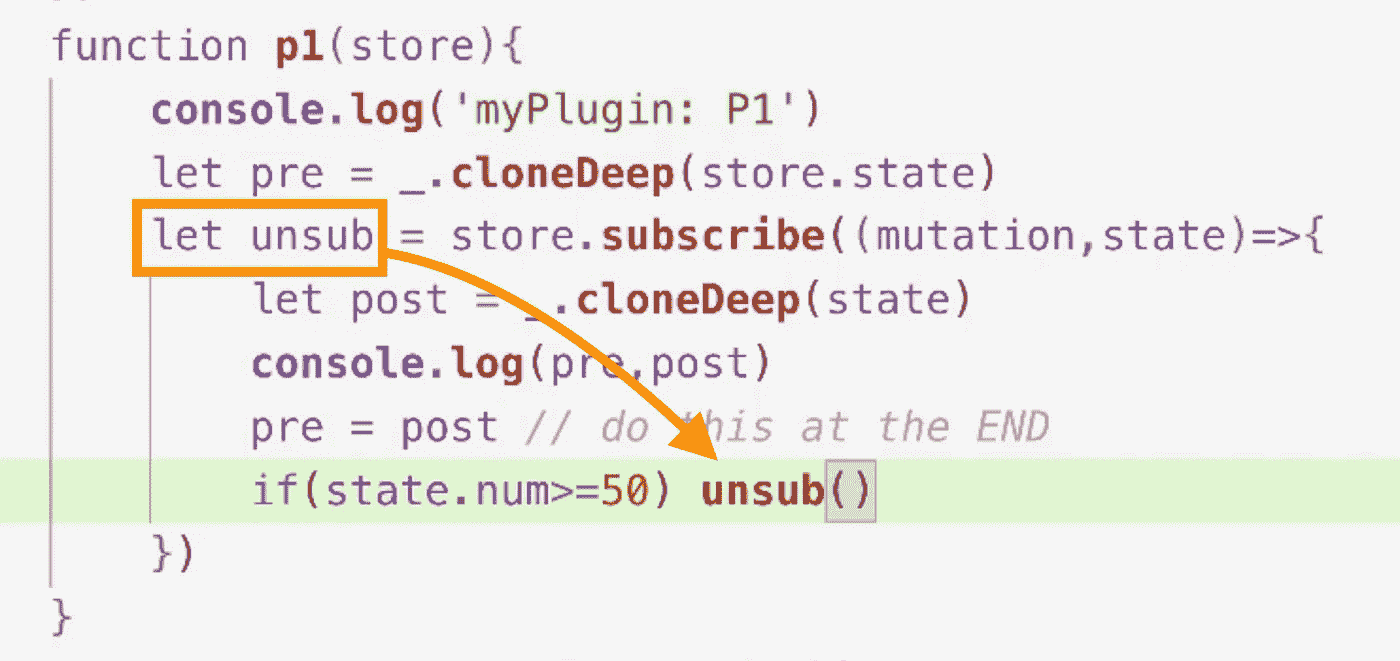 function p1(store){
console.log('myPlugin: P1')
let pre = _.cloneDeep(store.state)
let unsub = store.subscribe((mutation,state)=>{
let post = _.cloneDeep(state)
console.log(pre,post)
pre = post // do this at the END
if(state.num>=50) unsub()
})
}